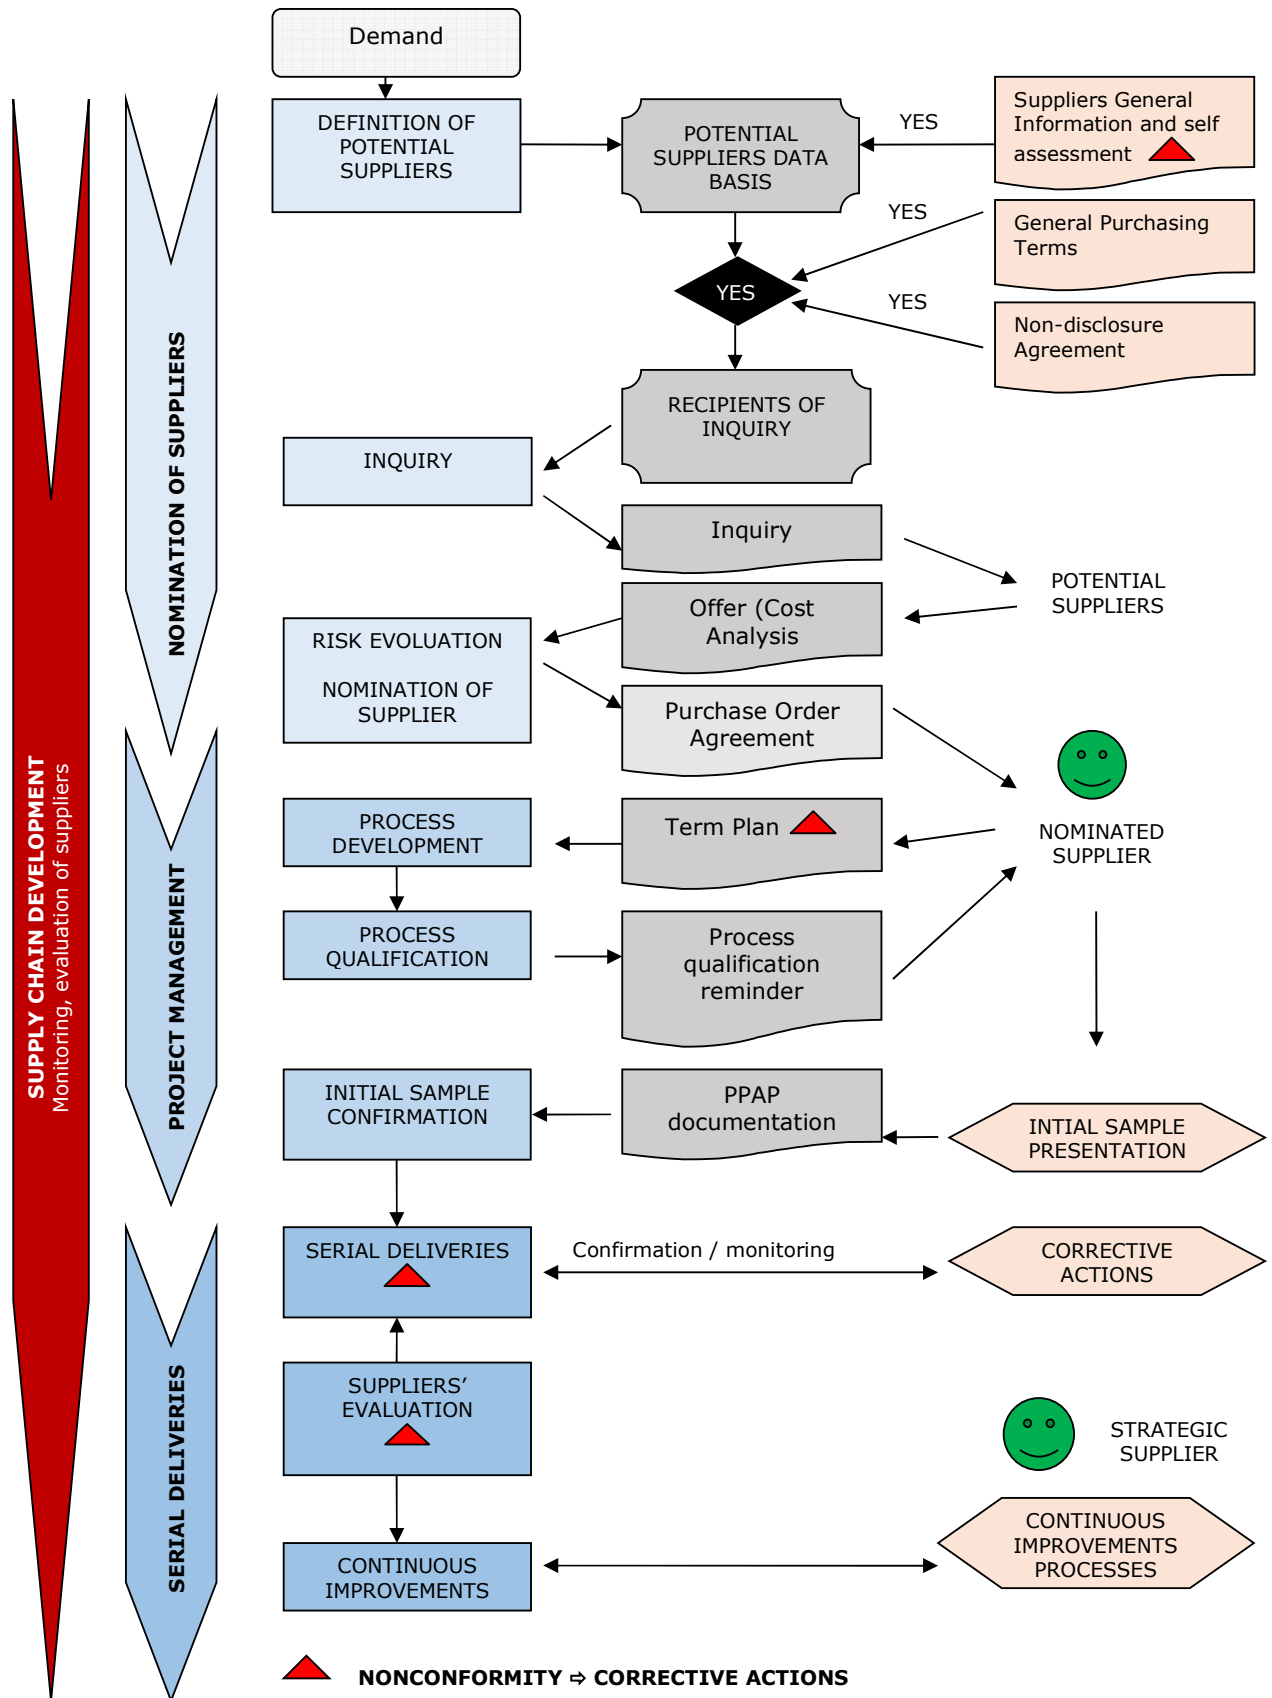 Demand
DEFINITION OF
POTENTIAL
SUPPLIERS
POTENTIAL
SUPPLIERS DATA
BASIS
YES
Suppliers General
Information and self
assessment
YES
General Purchasing
Terms
YES
YES
Non-disclosure
Agreement
RECIPIENTS OF
INQUIRY
INQUIRY
Inquiry
POTENTIAL
SUPPLIERS
Offer (Cost
Analysis
RISK EVOLUATION
NOMINATION OF
SUPPLIER
Purchase Order
Agreement
NOMINATED
SUPPLIER
Term Plan
PROCESS
DEVELOPMENT
PROCESS
QUALIFICATION
Process
qualification
reminder
INITIAL SAMPLE
CONFIRMATION
PPAP
documentation
INTIAL SAMPLE
PRESENTATION
SERIAL DELIVERIES
Confirmation / monitoring
CORRECTIVE
ACTIONS
SUPPLIERS’
EVALUATION
STRATEGIC
SUPPLIER
CONTINUOUS
IMPROVEMENTS
CONTINUOUS
IMPROVEMENTS
PROCESSES
SUPPLY CHAIN DEVELOPMENT
Monitoring, evaluation of suppliers
NOMINATION OF SUPPLIERS
PROJECT MANAGEMENT
SERIAL DELIVERIES
NONCONFORMITY ⇨ CORRECTIVE ACTIONS